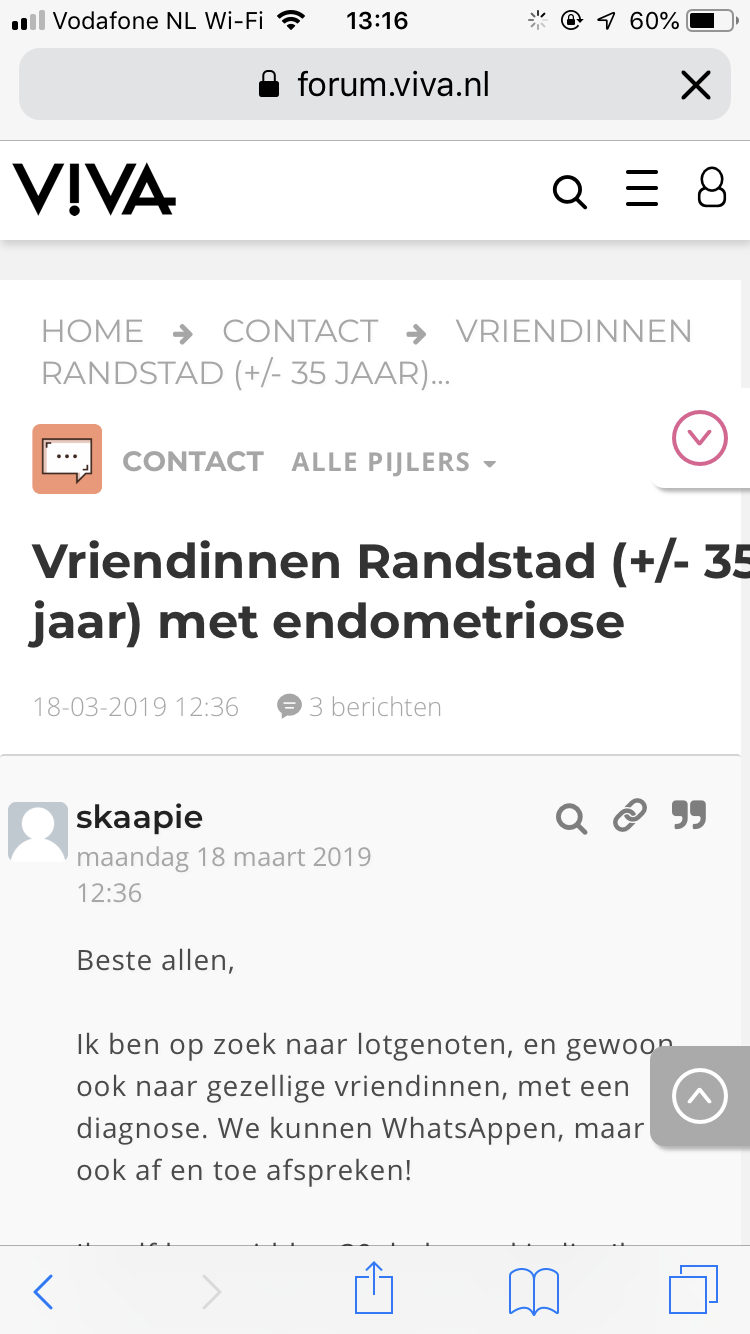 Vodafone NL Wi-Fi 13:16 60%
forum.viva.nl
V!VA
HOME CONTACT VRIENDINNEN
RANDSTAD (+/- 35 JAAR)...
CONTACT ALLE PIJLERS
Vriendinnen Randstad (+/- 35
jaar) met endometriose
18-03-2019 12:36 3 berichten
skaapie
maandag 18 maart 2019
12:36
Beste allen,
Ik ben op zoek naar lotgenoten, en gewoon
ook naar gezellige vriendinnen, met een
diagnose. We kunnen WhatsAppen, maar
ook af en toe afspreken!